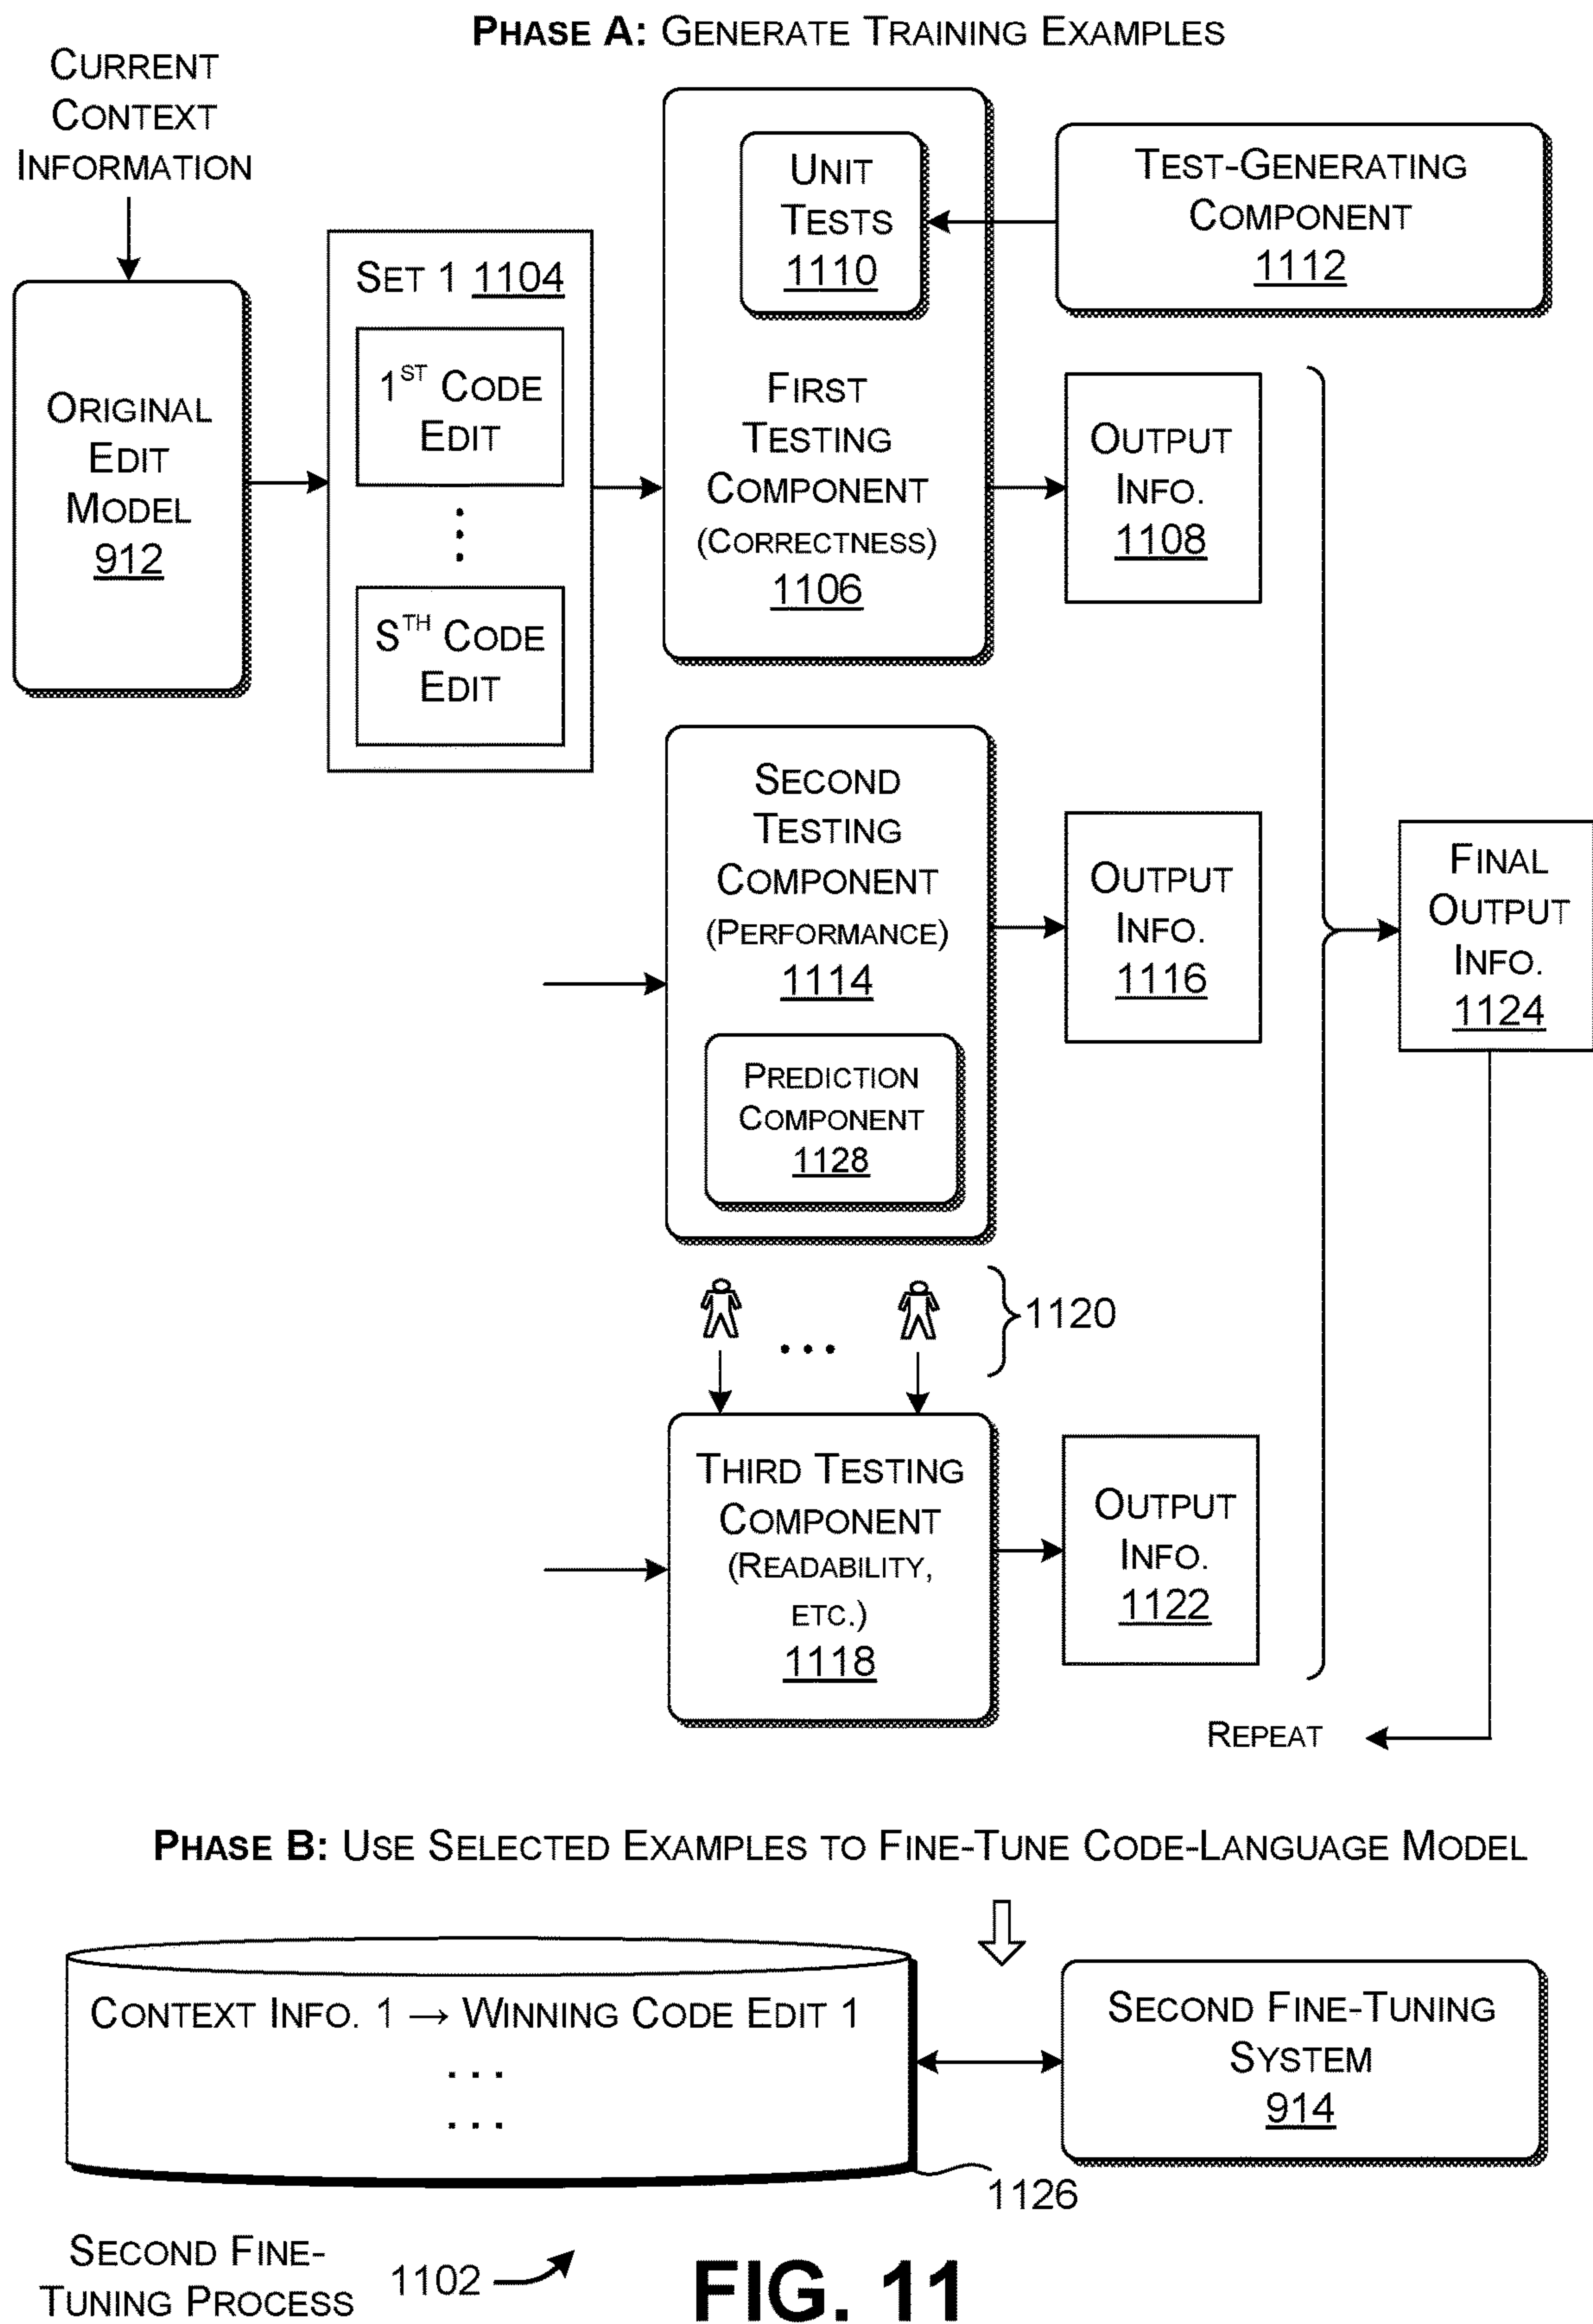 PHASE A: GENERATE TRAINING EXAMPLES
CURRENT
CONTEXT
INFORMATION
ORIGINAL
EDIT
MODEL
912
SET 1 1104
1ST CODE
EDIT
STH CODE
EDIT
UNIT
TESTS
1110
FIRST
TESTING
COMPONENT
(CORRECTNESS)
1106
TEST-GENERATING
COMPONENT
1112
OUTPUT
INFO.
1108
SECOND
TESTING
COMPONENT
(PERFORMANCE)
1114
PREDICTION
COMPONENT
1128
OUTPUT
INFO.
1116
FINAL
OUTPUT
INFO.
1124
...
1120
THIRD TESTING
COMPONENT
(READABILITY,
ETC.)
1118
OUTPUT
INFO.
1122
REPEAT
PHASE B: USE SELECTED EXAMPLES TO FINE-TUNE CODE-LANGUAGE MODEL
CONTEXT INFO. 1 → WINNING CODE EDIT 1
...
...
1126
SECOND FINE-TUNING
SYSTEM
914
SECOND FINE-
TUNING PROCESS
1102
FIG. 11